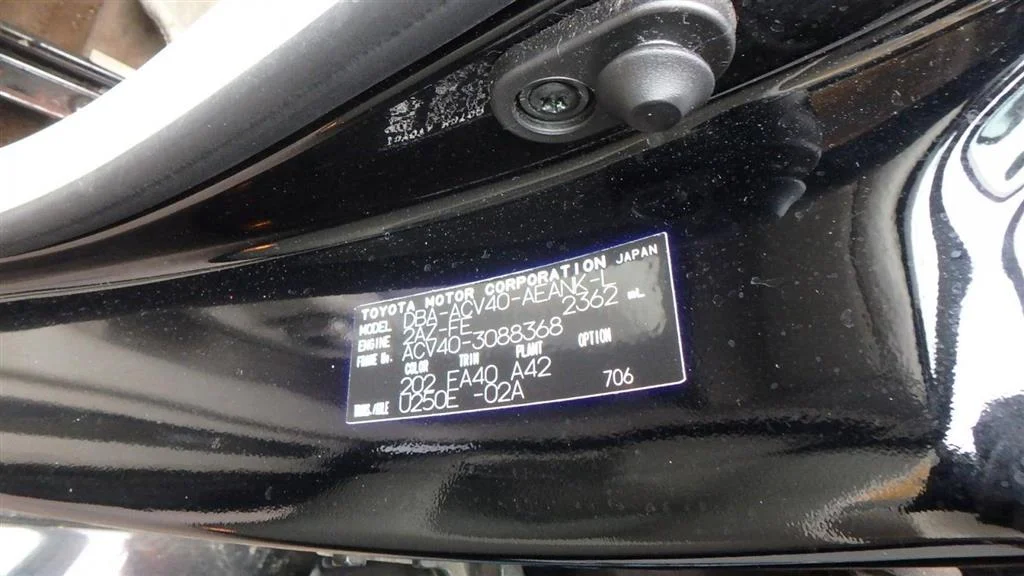 TOYOTA MOTOR CORPORATION JAPAN
MODEL DBA-ACV40-AEANK-L
ENGINE 2AZ-FE 2362 mL
FRAME No. ACV40-3088368
COLOR TRIM PLANT OPTION
202 FA40 A42
TRANS./AXLE U250E -02A 706